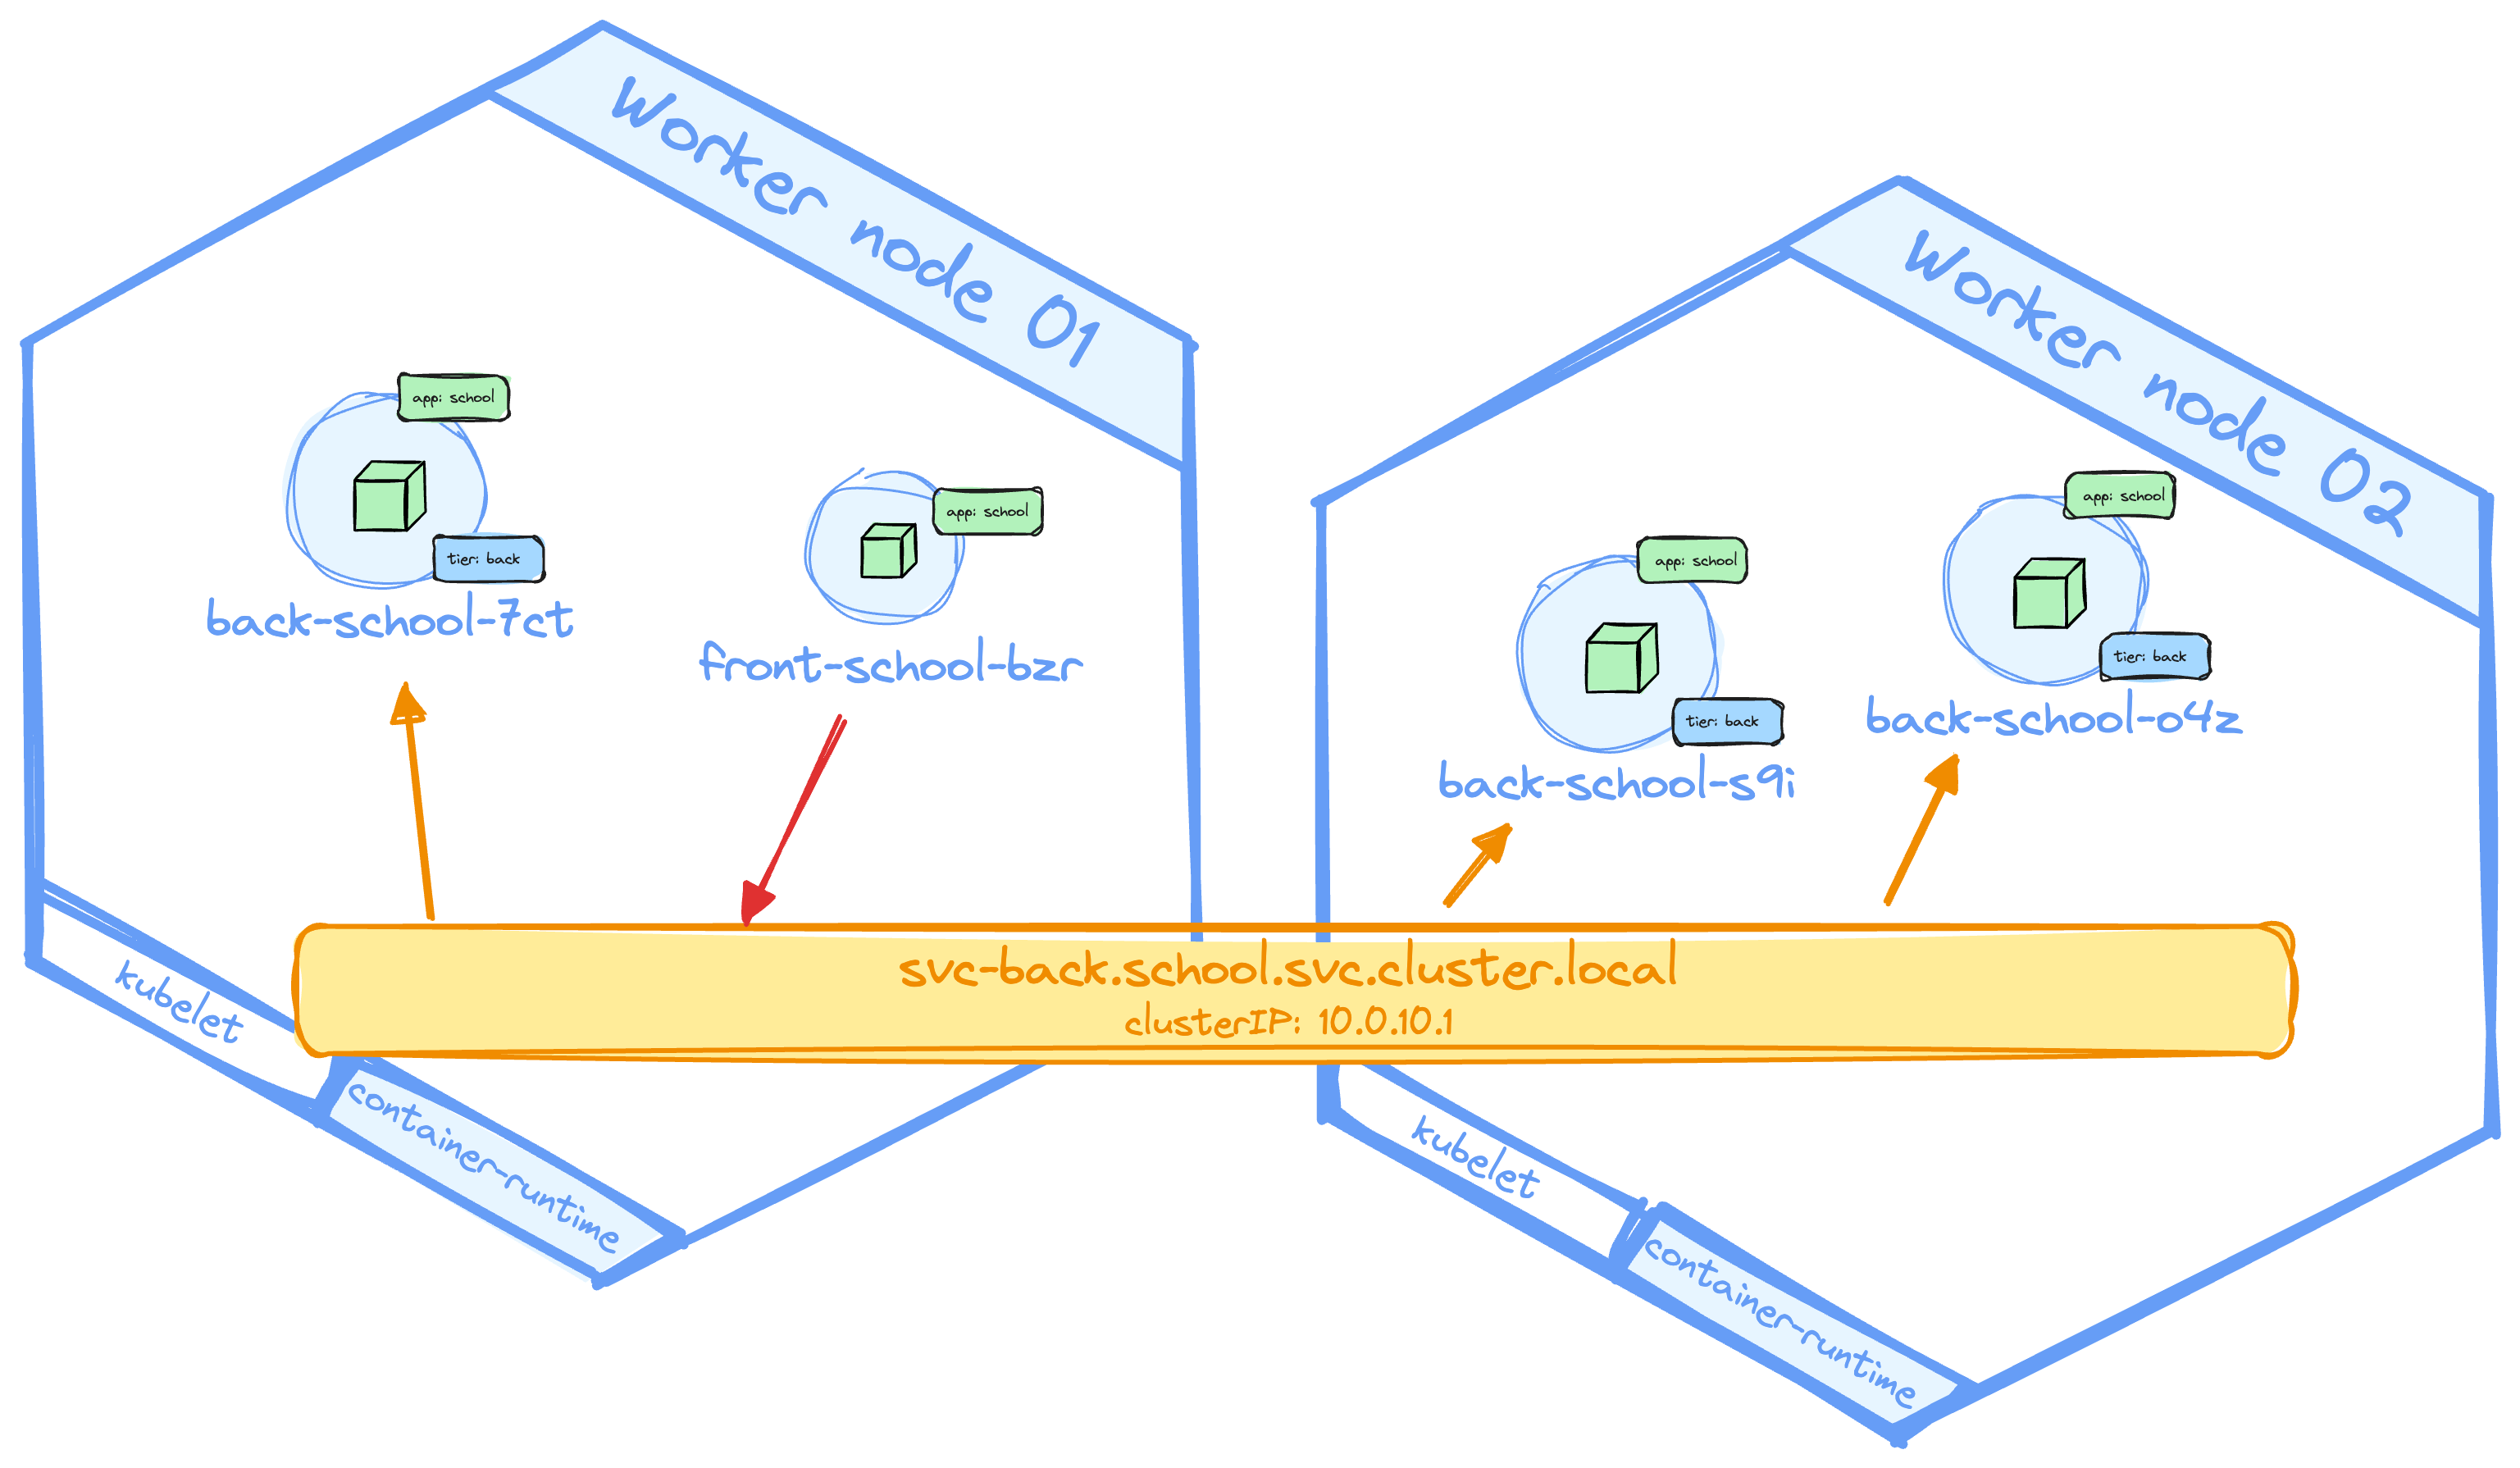 Worker node 01
app: school
tier: back
back-school-7ct
app: school
front-school-bzr
Worker node 02
app: school
tier: back
back-school-s9i
app: school
tier: back
back-school-o4z
svc-back.school.svc.cluster.local
clusterIP: 10.0.10.1
kubelet
container-runtime
kubelet
container-runtime